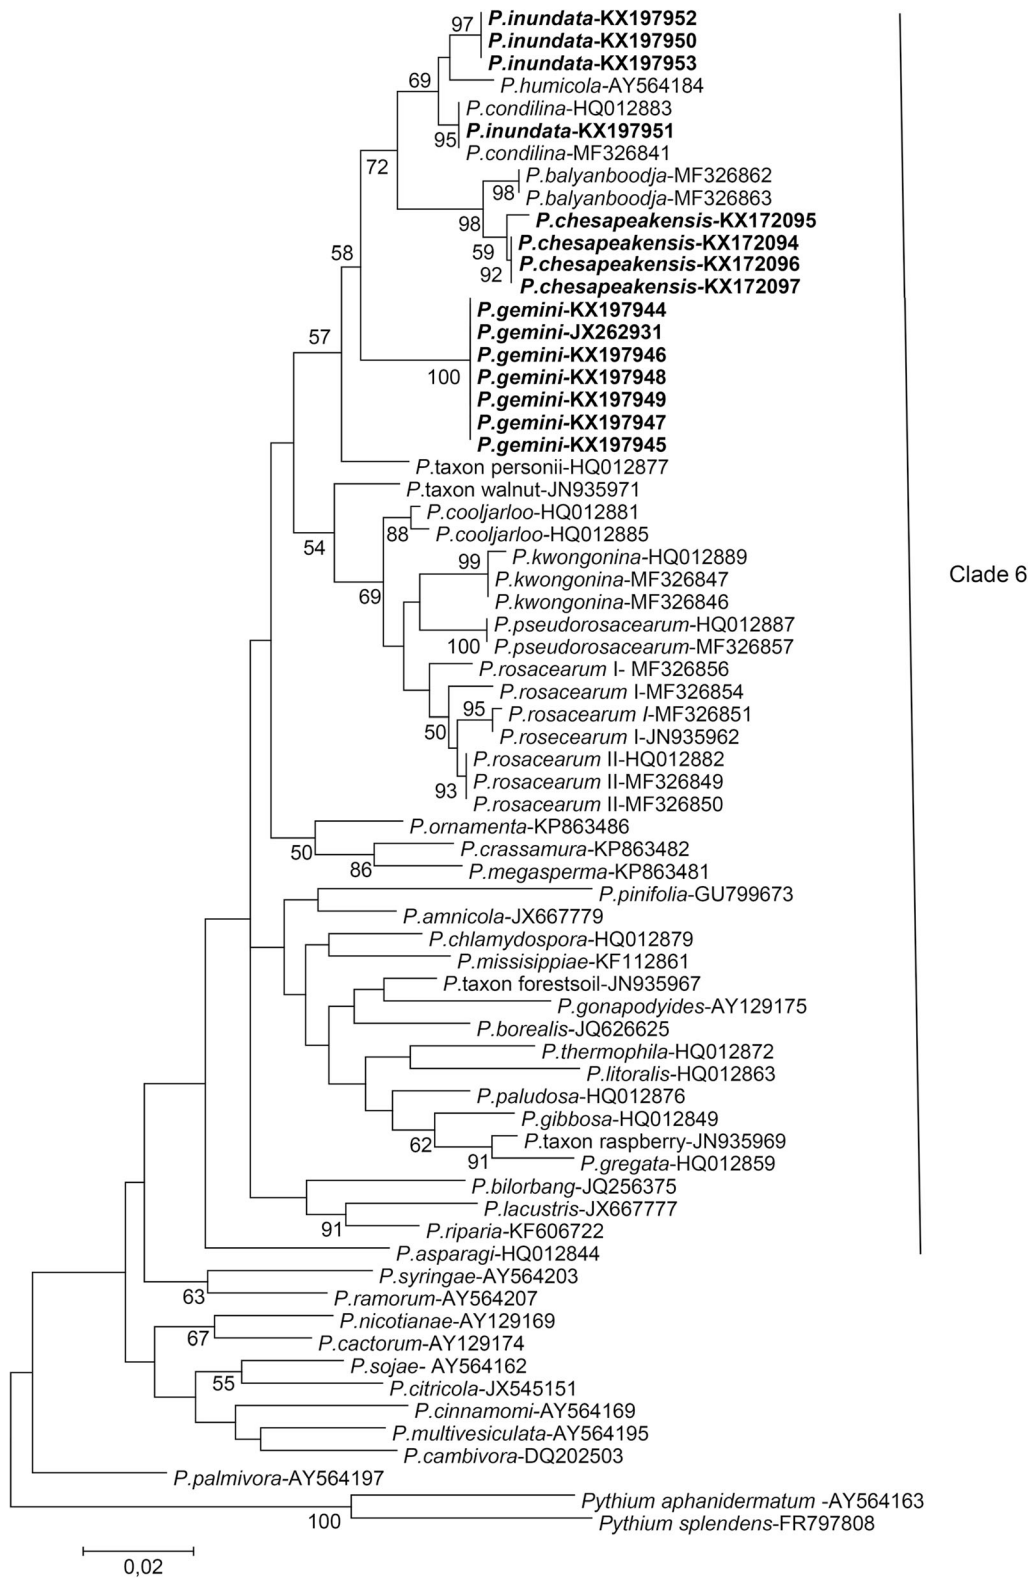 97
P.inundata-KX197952
P.inundata-KX197950
P.inundata-KX197953
69
P.humicola-AY564184
P.condilina-HQ012883
P.inundata-KX197951
95
P.condilina-MF326841
72
P.balyanboodja-MF326862
98
P.balyanboodja-MF326863
98
P.chesapeakensis-KX172095
59
P.chesapeakensis-KX172094
58
P.chesapeakensis-KX172096
92
P.chesapeakensis-KX172097
P.gemini-KX197944
57
P.gemini-JX262931
P.gemini-KX197946
100
P.gemini-KX197948
P.gemini-KX197949
P.gemini-KX197947
P.gemini-KX197945
P.taxon personii-HQ012877
P.taxon walnut-JN935971
P.cooljarloo-HQ012881
88
P.cooljarloo-HQ012885
54
99
P.kwongonina-HQ012889
Clade 6
P.kwongonina-MF326847
69
P.kwongonina-MF326846
P.pseudorosacearum-HQ012887
100
P.pseudorosacearum-MF326857
P.rosacearum I- MF326856
P.rosacearum I-MF326854
95
P.rosacearum I-MF326851
50
P.rosecearum I-JN935962
P.rosacearum II-HQ012882
P.rosacearum II-MF326849
93
P.rosacearum II-MF326850
P.ornamenta-KP863486
50
P.crassamura-KP863482
86
P.megasperma-KP863481
P.pinifolia-GU799673
P.amnicola-JX667779
P.chlamydospora-HQ012879
P.missisippiae-KF112861
P.taxon forestsoil-JN935967
P.gonapodyides-AY129175
P.borealis-JQ626625
P.thermophila-HQ012872
P.litoralis-HQ012863
P.paludosa-HQ012876
P.gibbosa-HQ012849
62
P.taxon raspberry-JN935969
91
P.gregata-HQ012859
P.bilorbang-JQ256375
P.lacustris-JX667777
91
P.riparia-KF606722
P.asparagi-HQ012844
P.syringae-AY564203
63
P.ramorum-AY564207
P.nicotianae-AY129169
67
P.cactorum-AY129174
P.sojae- AY564162
55
P.citricola-JX545151
P.cinnamomi-AY564169
P.multivesiculata-AY564195
P.cambivora-DQ202503
P.palmivora-AY564197
Pythium aphanidermatum -AY564163
100
Pythium splendens-FR797808
0,02